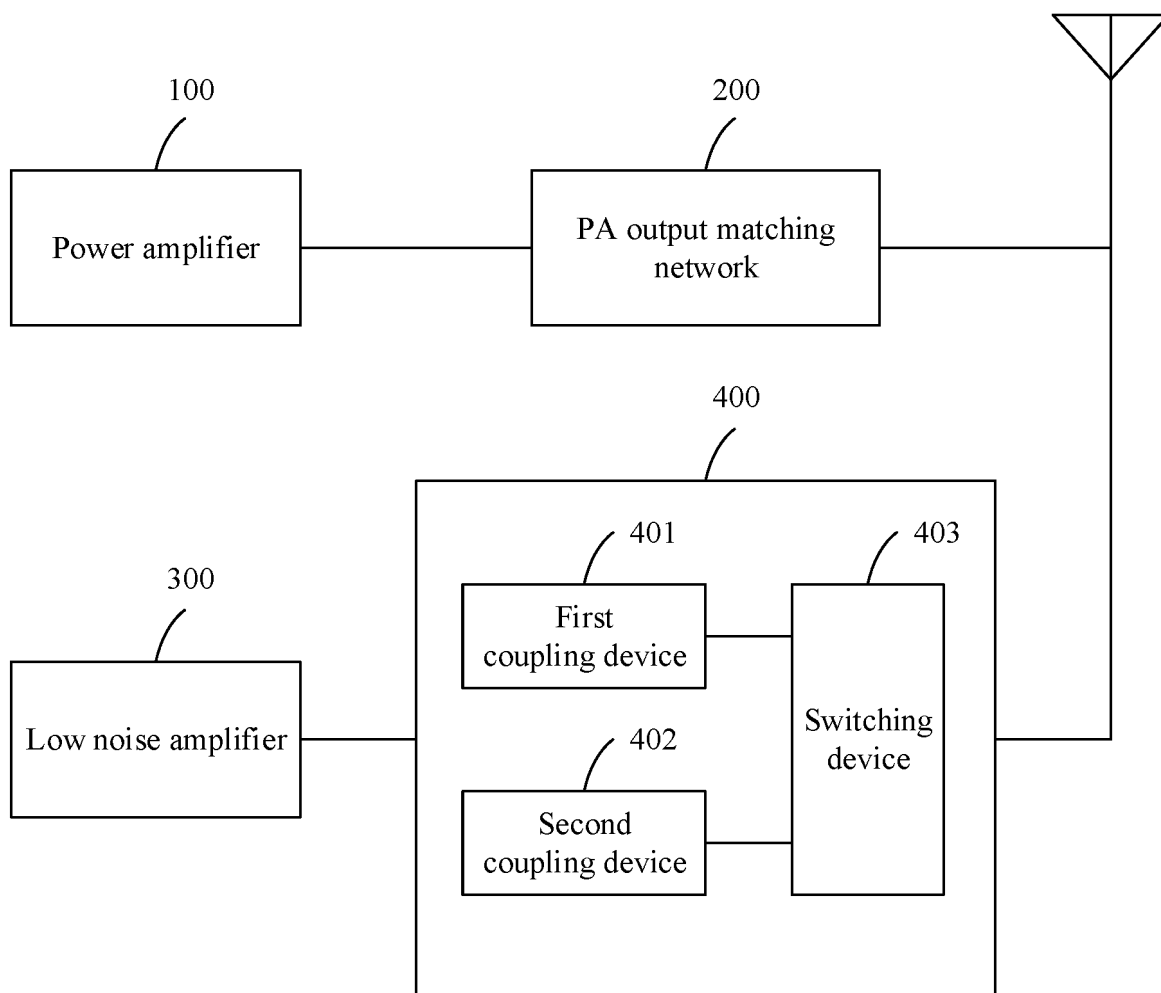 100
200
Power amplifier
PA output matching
network
400
401
403
300
First
coupling device
Low noise amplifier
Switching
device
402
Second
coupling device